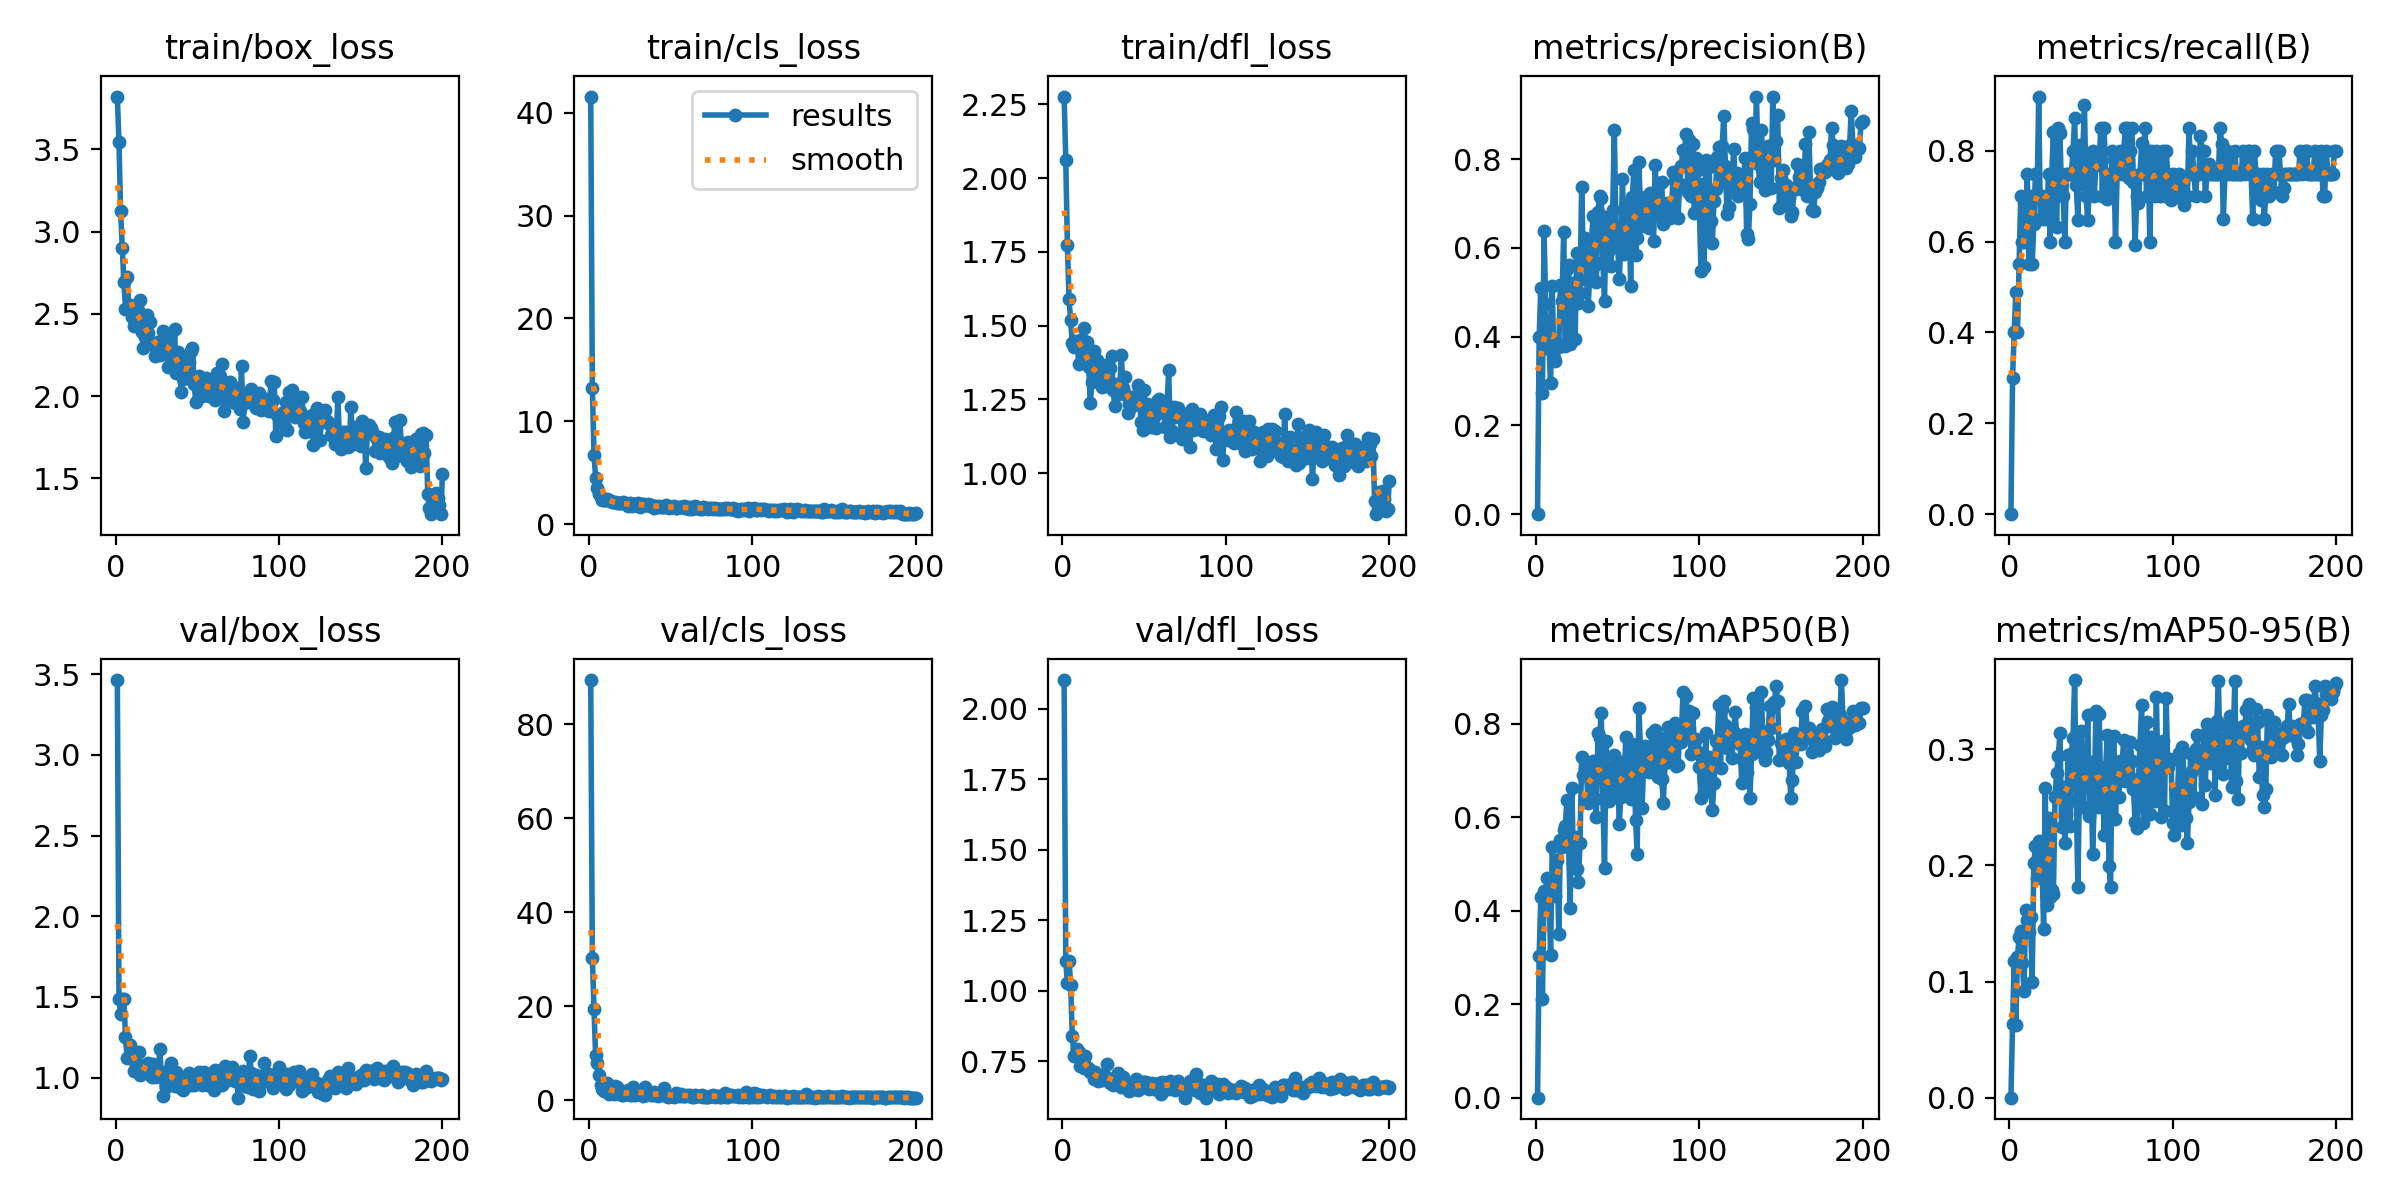 train/box_loss
3.5
3.0
2.5
2.0
1.5
0 100 200
train/cls_loss
results
smooth
40
30
20
10
0
0 100 200
train/dfl_loss
2.25
2.00
1.75
1.50
1.25
1.00
0 100 200
metrics/precision(B)
0.8
0.6
0.4
0.2
0.0
0 100 200
metrics/recall(B)
0.8
0.6
0.4
0.2
0.0
0 100 200
val/box_loss
3.5
3.0
2.5
2.0
1.5
1.0
0 100 200
val/cls_loss
80
60
40
20
0
0 100 200
val/dfl_loss
2.00
1.75
1.50
1.25
1.00
0.75
0 100 200
metrics/mAP50(B)
0.8
0.6
0.4
0.2
0.0
0 100 200
metrics/mAP50-95(B)
0.3
0.2
0.1
0.0
0 100 200